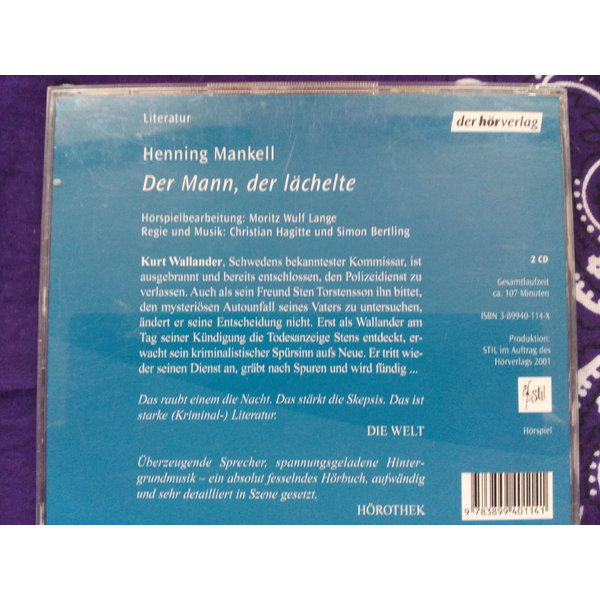 Literatur
der hörverlag
Henning Mankell
Der Mann, der lächelte
Hörspielbearbeitung: Moritz Wulf Lange
Regie und Musik: Christian Hagitte und Simon Bertling
Kurt Wallander, Schwedens bekanntester Kommissar, ist
ausgebrannt und bereits entschlossen, den Polizeidienst zu
verlassen. Auch als sein Freund Sten Torstensson ihn bittet,
den mysteriösen Autounfall seines Vaters zu untersuchen,
ändert er seine Entscheidung nicht. Erst als Wallander am
Tag seiner Kündigung die Todesanzeige Stens entdeckt, er-
wacht sein kriminalistischer Spürsinn aufs Neue. Er tritt wie-
der seinen Dienst an, gräbt nach Spuren und wird fündig ...
Das raubt einem die Nacht. Das stärkt die Skepsis. Das ist
starke (Kriminal-) Literatur.
DIE WELT
Überzeugende Sprecher, spannungsgeladene Hinter-
grundmusik – ein absolut fesselndes Hörbuch, aufwändig
und sehr detailliert in Szene gesetzt.
HÖROTHEK
2 CD
Gesamtlaufzeit
ca. 107 Minuten
ISBN 3-89940-114-X
Produktion:
STIL im Auftrag des
Hörverlags 2001
Stil
Hörspiel
9 783899 401141